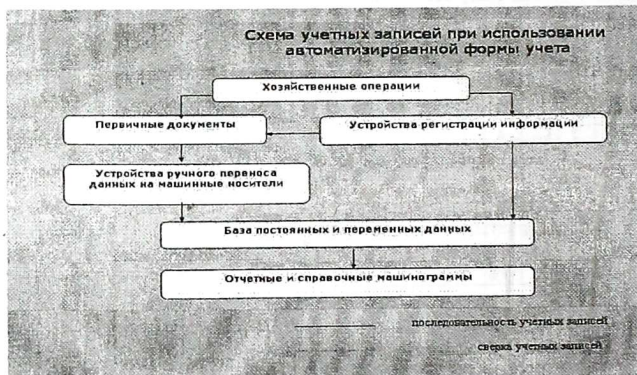 Схема учетных записей при использовании
автоматизированной формы учета
Хозяйственные операции
Первичные документы
Устройства регистрации информации
Устройства ручного переноса
данных на машинные носители
База постоянных и переменных данных
Отчетные и справочные машинограммы
последовательность учетных записей
сверка учетных записей